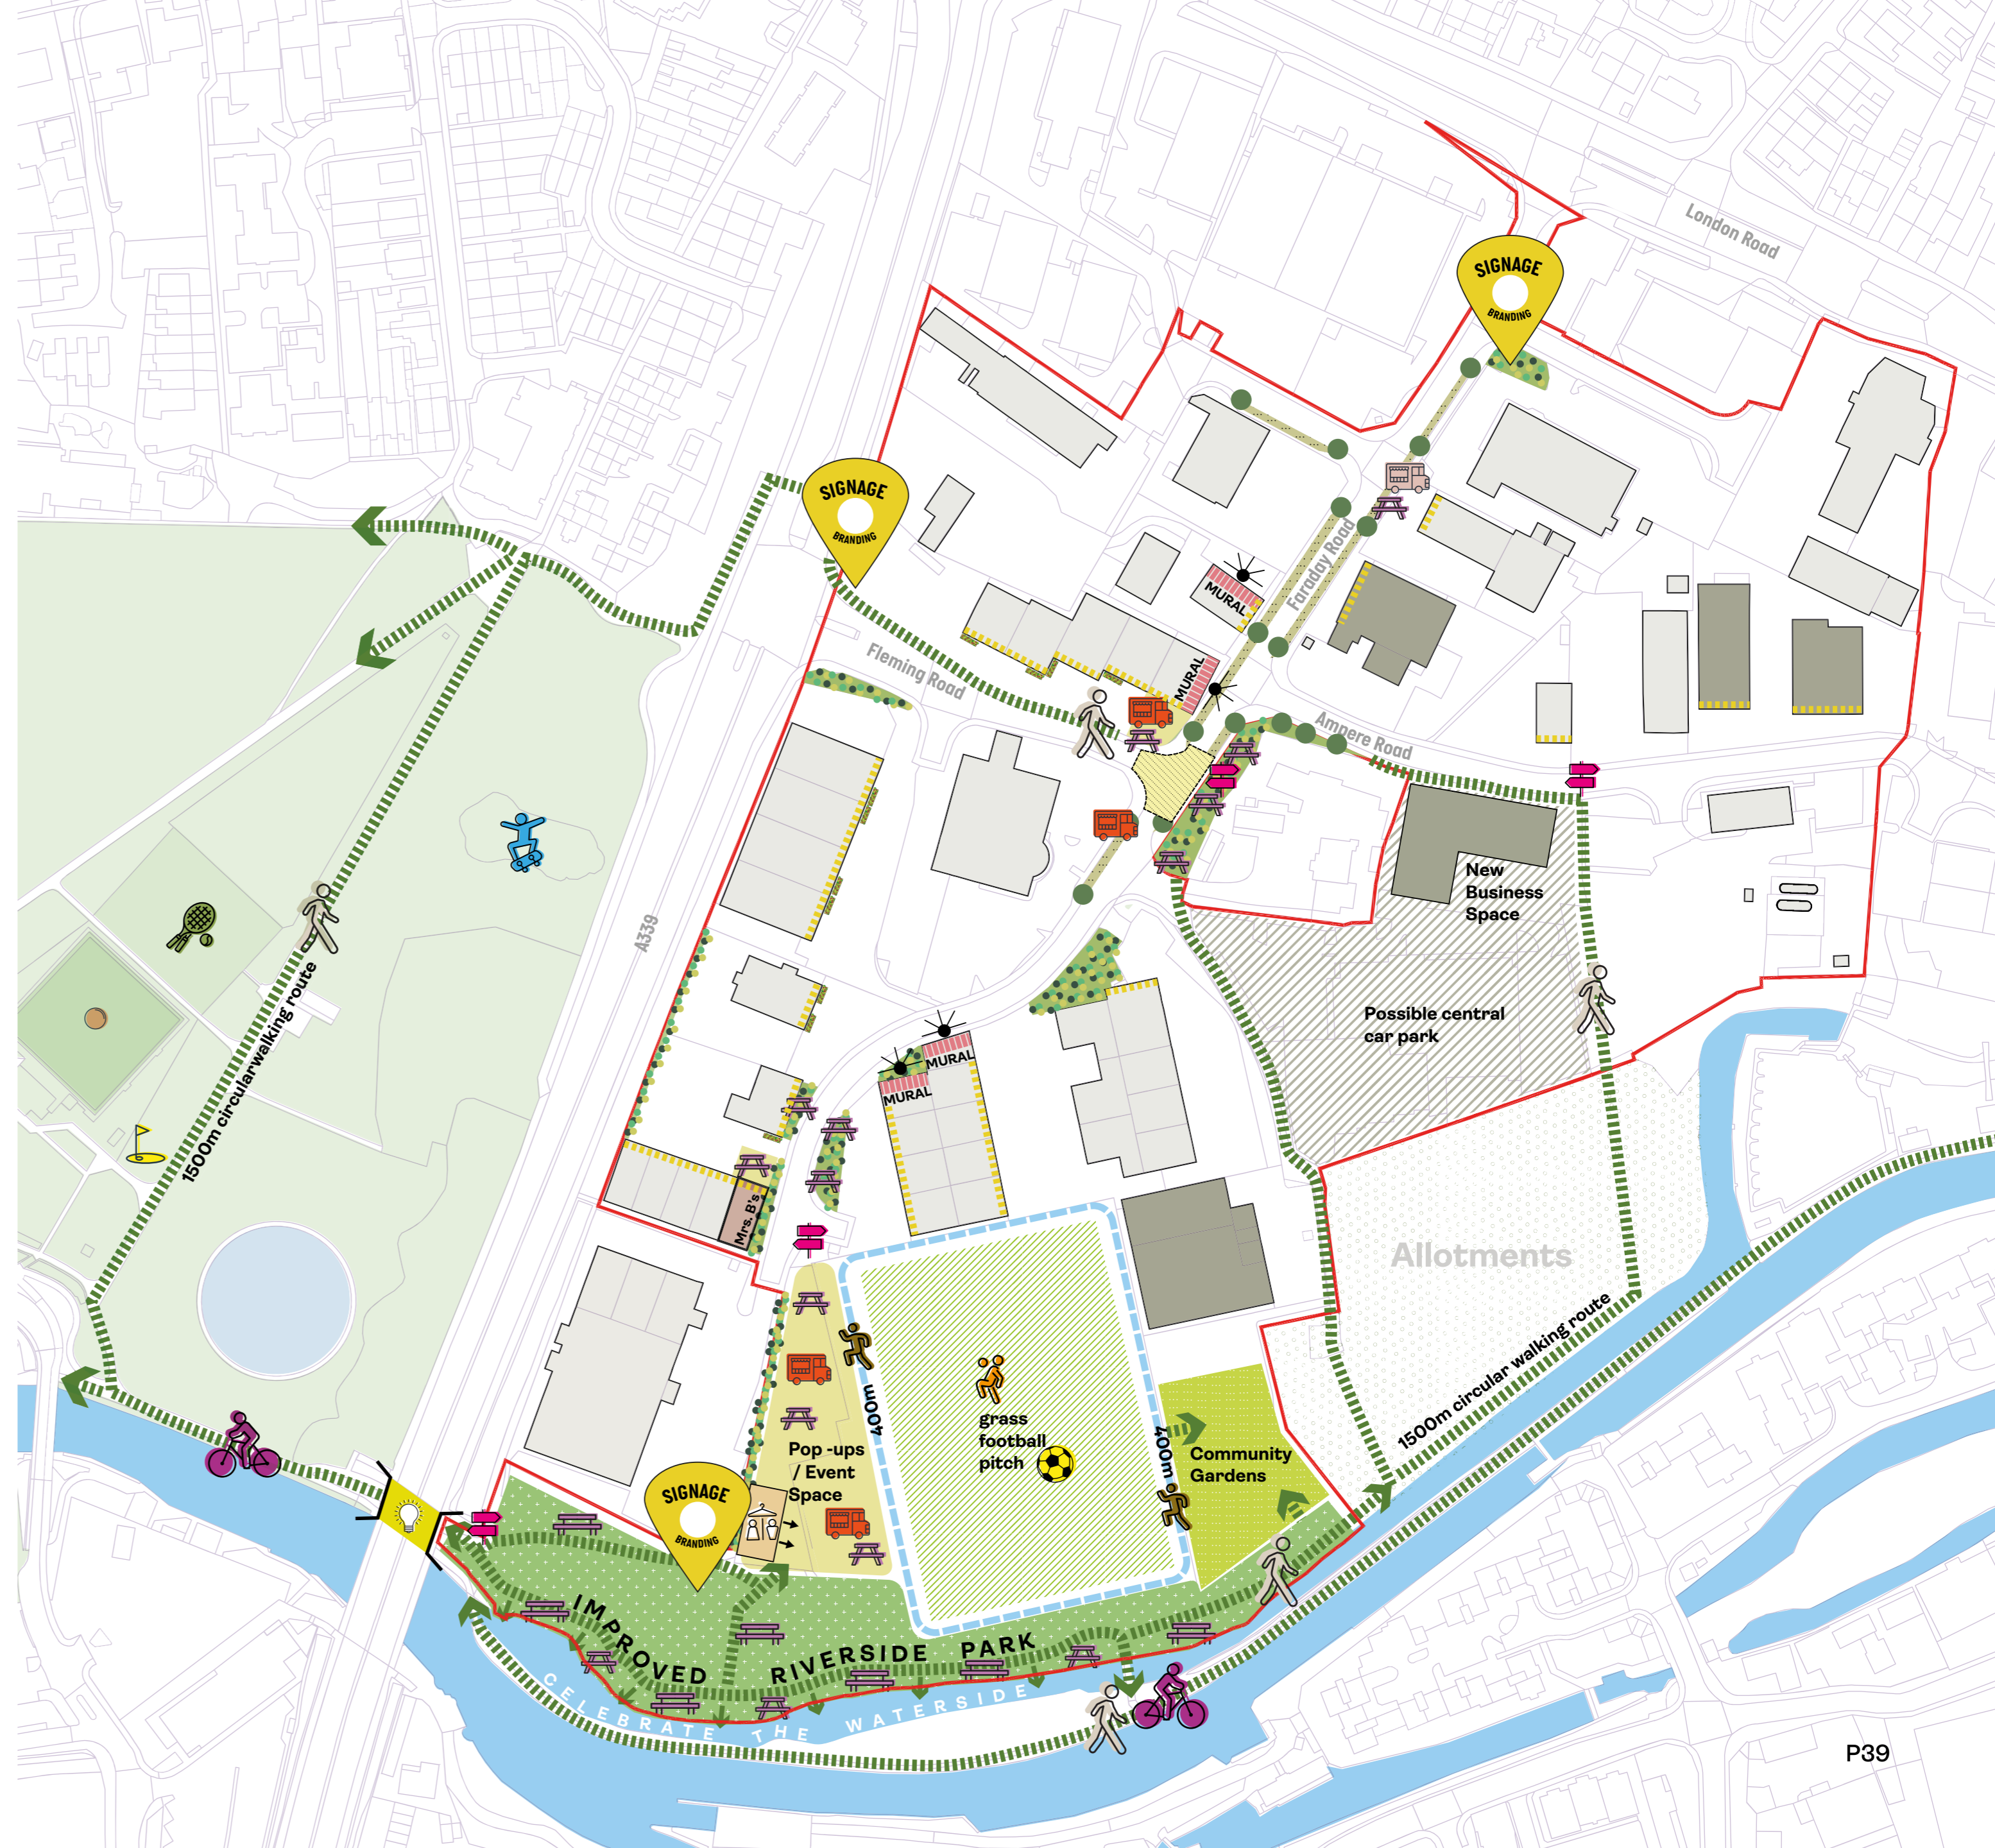 London Road
SIGNAGE
BRANDING
SIGNAGE
BRANDING
Faraday Road
MURAL
Fleming Road
MURAL
Ampere Road
A339
New
Business
Space
1500m circularwalking route
Possible central
car park
MURAL
MURAL
Mrs. B's
Allotments
400m
grass
football
pitch
400m
Community
Gardens
1500m circular walking route
Pop -ups
/ Event
Space
SIGNAGE
BRANDING
IMPROVED RIVERSIDE PARK
CELEBRATE THE WATERSIDE
P39